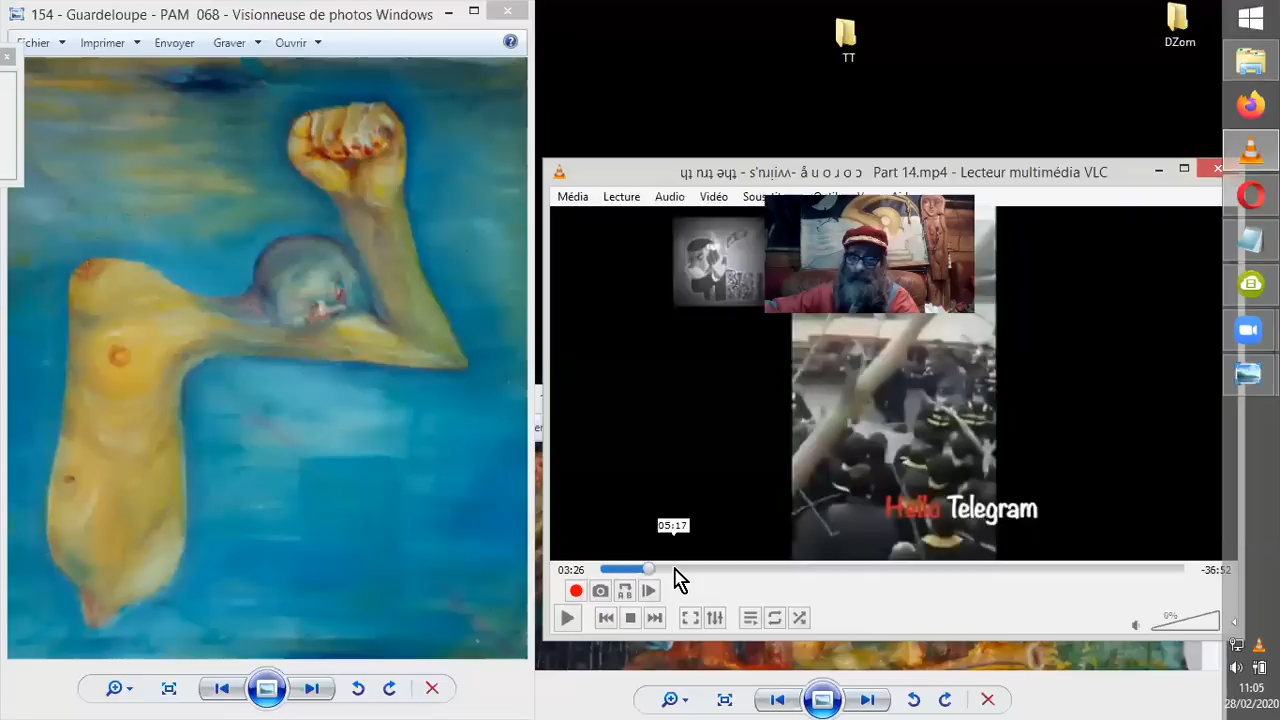 154 - Guardeloupe - PAM 068 - Visionneuse de photos Windows
Fichier Imprimer Envoyer Graver Ouvrir
TT
DZom
Part 14.mp4 - Lecteur multimédia VLC
Média Lecture Audio Vidéo
Hello Telegram
05:17
03:26
-36:52
0%
11:05
28/02/2020